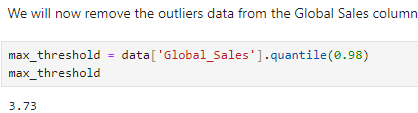 We will now remove the outliers data from the Global Sales column
max_threshold = data['Global_Sales'].quantile(0.98)
max_threshold
3.73